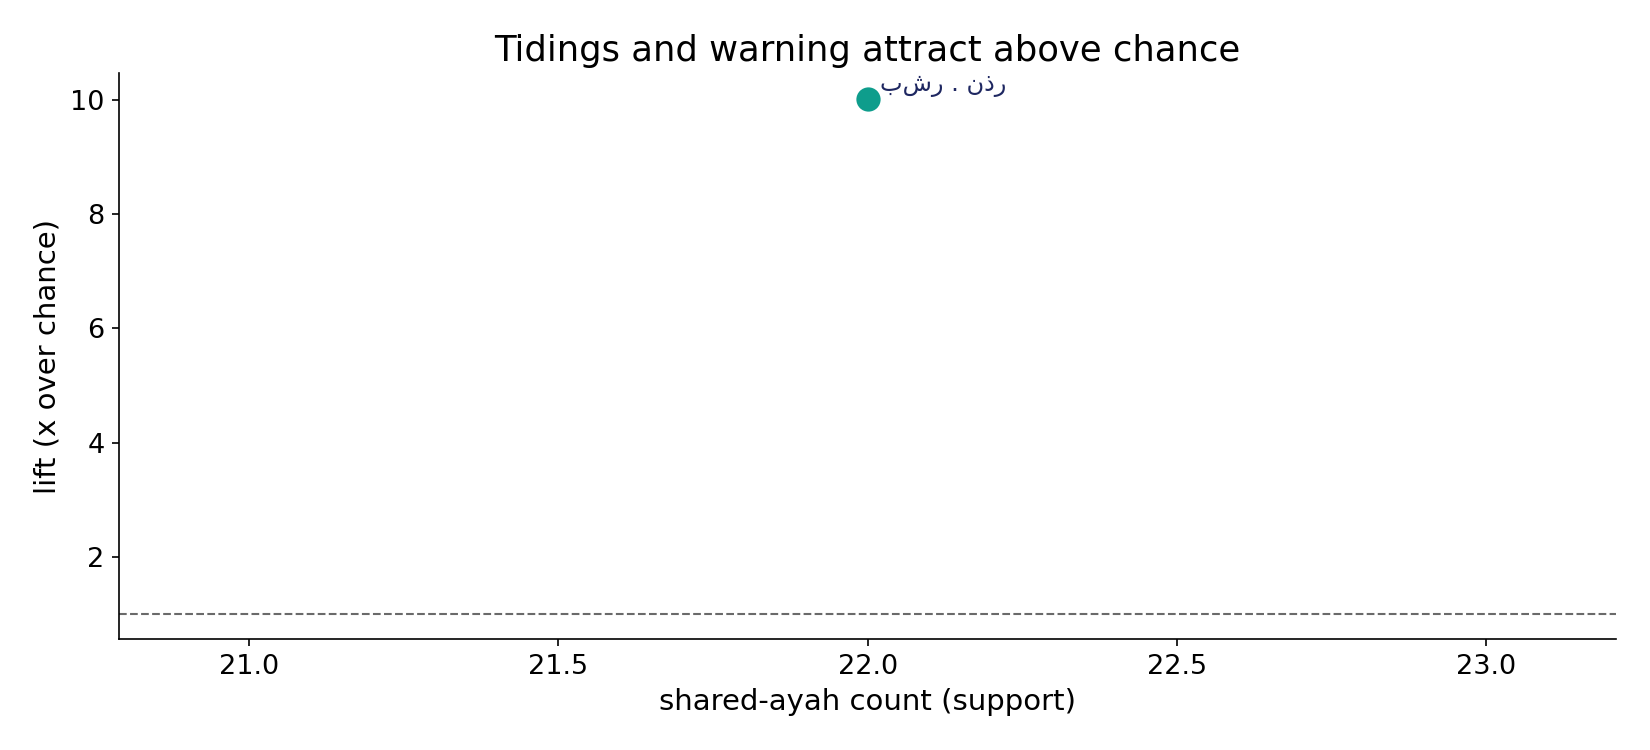 Tidings and warning attract above chance
بشر . نذر
lift (x over chance)
10
8
6
4
2
21.0 21.5 22.0 22.5 23.0
shared-ayah count (support)